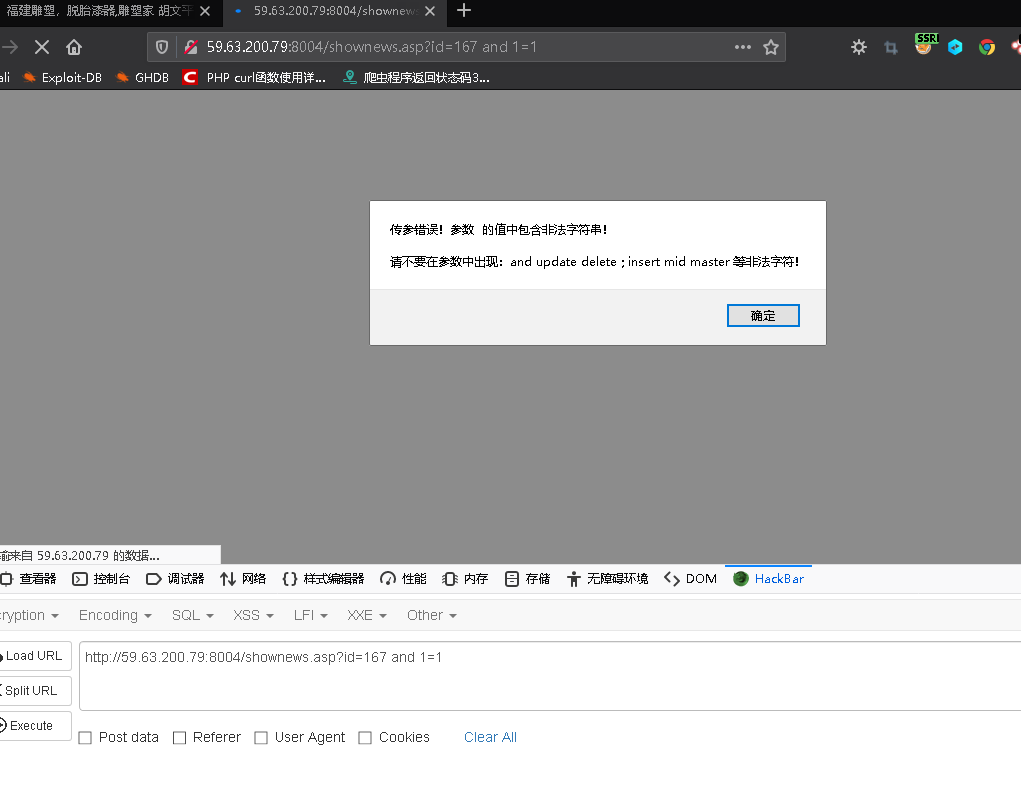 福建雕塑，脱胎漆器,雕塑家 胡文平
59.63.200.79:8004/shownews
59.63.200.79:8004/shownews.asp?id=167 and 1=1
SSR!
ali Exploit-DB GHDB PHP curl函数使用详... 爬虫程序返回状态码3...
传参错误！参数 的值中包含非法字符串！
请不要在参数中出现：and update delete ; insert mid master 等非法字符！
确定
输来自 59.63.200.79 的数据...
查看器 控制台 调试器 网络 样式编辑器 性能 内存 存储 无障碍环境 DOM HackBar
cryption Encoding SQL XSS LFI XXE Other
Load URL
http://59.63.200.79:8004/shownews.asp?id=167 and 1=1
Split URL
Execute
Post data Referer User Agent Cookies Clear All